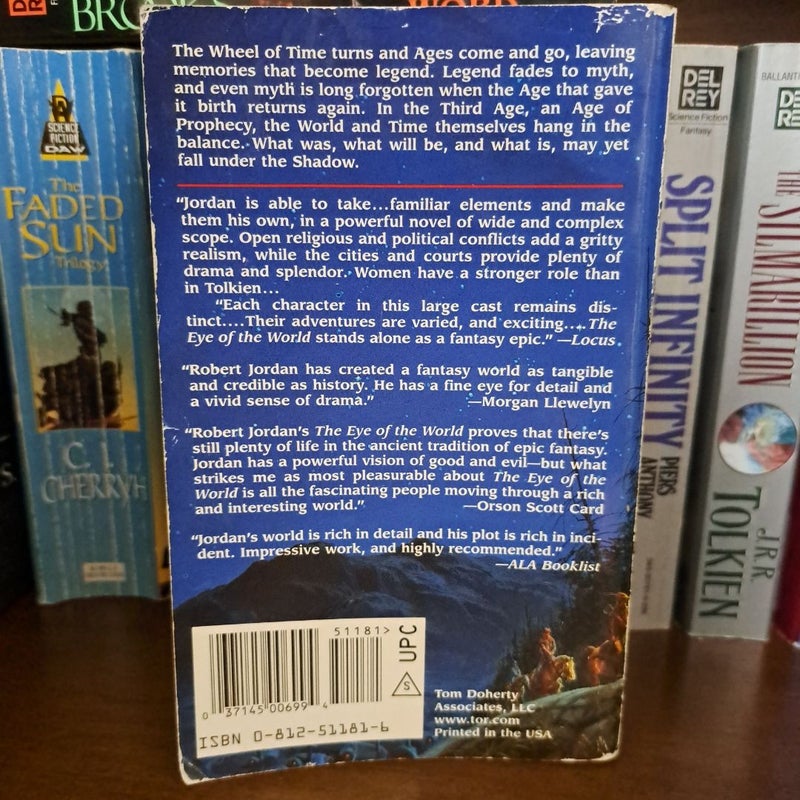 BRO
WORD
SCIENCE
FICTION
DAW
The
FADED
SUN
Trilogy
C. J.
CHERRYH
The Wheel of Time turns and Ages come and go, leaving
memories that become legend. Legend fades to myth,
and even myth is long forgotten when the Age that gave
it birth returns again. In the Third Age, an Age of
Prophecy, the World and Time themselves hang in the
balance. What was, what will be, and what is, may yet
fall under the Shadow.
"Jordan is able to take...familiar elements and make
them his own, in a powerful novel of wide and complex
scope. Open religious and political conflicts add a gritty
realism, while the cities and courts provide plenty of
drama and splendor. Women have a stronger role than
in Tolkien...
"Each character in this large cast remains dis-
tinct....Their adventures are varied, and exciting....The
Eye of the World stands alone as a fantasy epic." —Locus
"Robert Jordan has created a fantasy world as tangible
and credible as history. He has a fine eye for detail and
a vivid sense of drama." —Morgan Llewelyn
"Robert Jordan's The Eye of the World proves that there's
still plenty of life in the ancient tradition of epic fantasy.
Jordan has a powerful vision of good and evil—but what
strikes me as most pleasurable about The Eye of the
World is all the fascinating people moving through a rich
and interesting world." —Orson Scott Card
"Jordan's world is rich in detail and his plot is rich in inci-
dent. Impressive work, and highly recommended."
—ALA Booklist
51181>
UPC
S
0 37145 00699 4
ISBN 0-812-51181-6
Tom Doherty
Associates, LLC
www.tor.com
Printed in the USA
DEL
REY
Science Fiction
Fantasy
SPLIT INFINITY
PIERS
ANTHONY
BALLANTI
DE
RE
THE SILMARILLION
J.R.R.
TOLKIEN